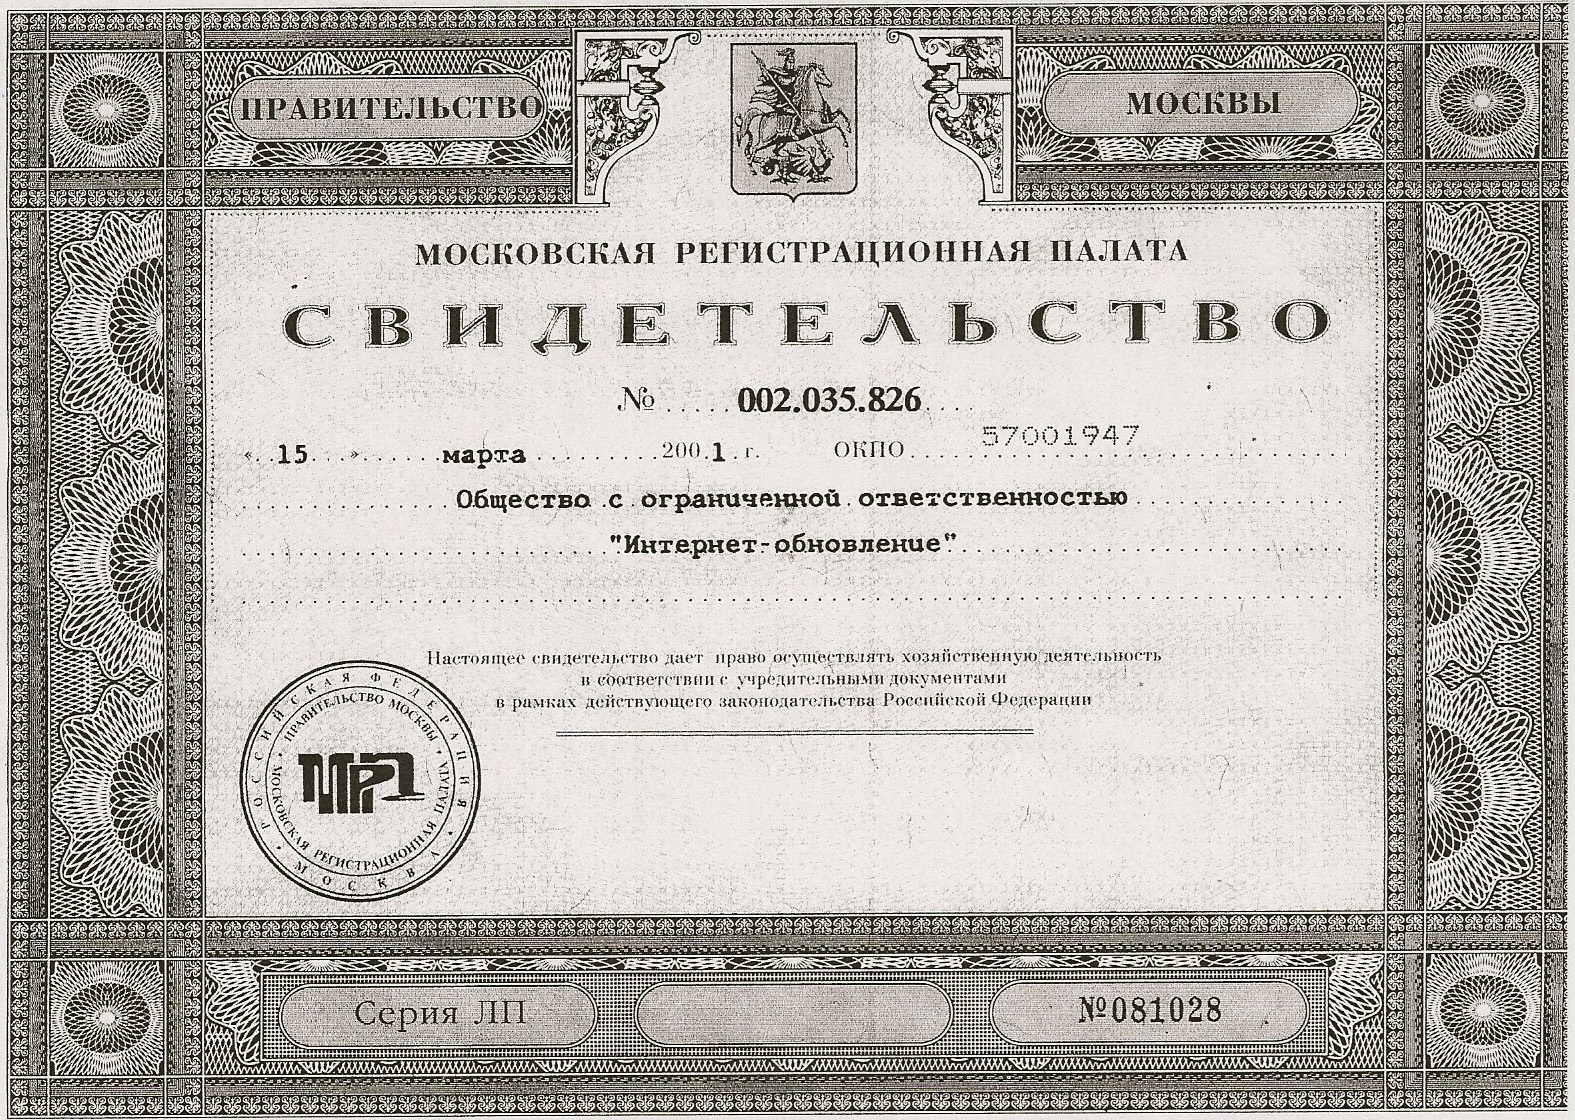 ПРАВИТЕЛЬСТВО МОСКВЫ
МОСКОВСКАЯ РЕГИСТРАЦИОННАЯ ПАЛАТА
СВИДЕТЕЛЬСТВО
№ ..... 002.035.826 ....
« 15 » марта 2001 г. ОКПО 57001947
Общество с ограниченной ответственностью
"Интернет-обновление"
Настоящее свидетельство дает право осуществлять хозяйственную деятельность
в соответствии с учредительными документами
в рамках действующего законодательства Российской Федерации
РОССИЙСКАЯ ФЕДЕРАЦИЯ • МОСКВА •
ПРАВИТЕЛЬСТВО МОСКВЫ • МОСКОВСКАЯ РЕГИСТРАЦИОННАЯ ПАЛАТА •
МРП
Серия ЛП
№081028